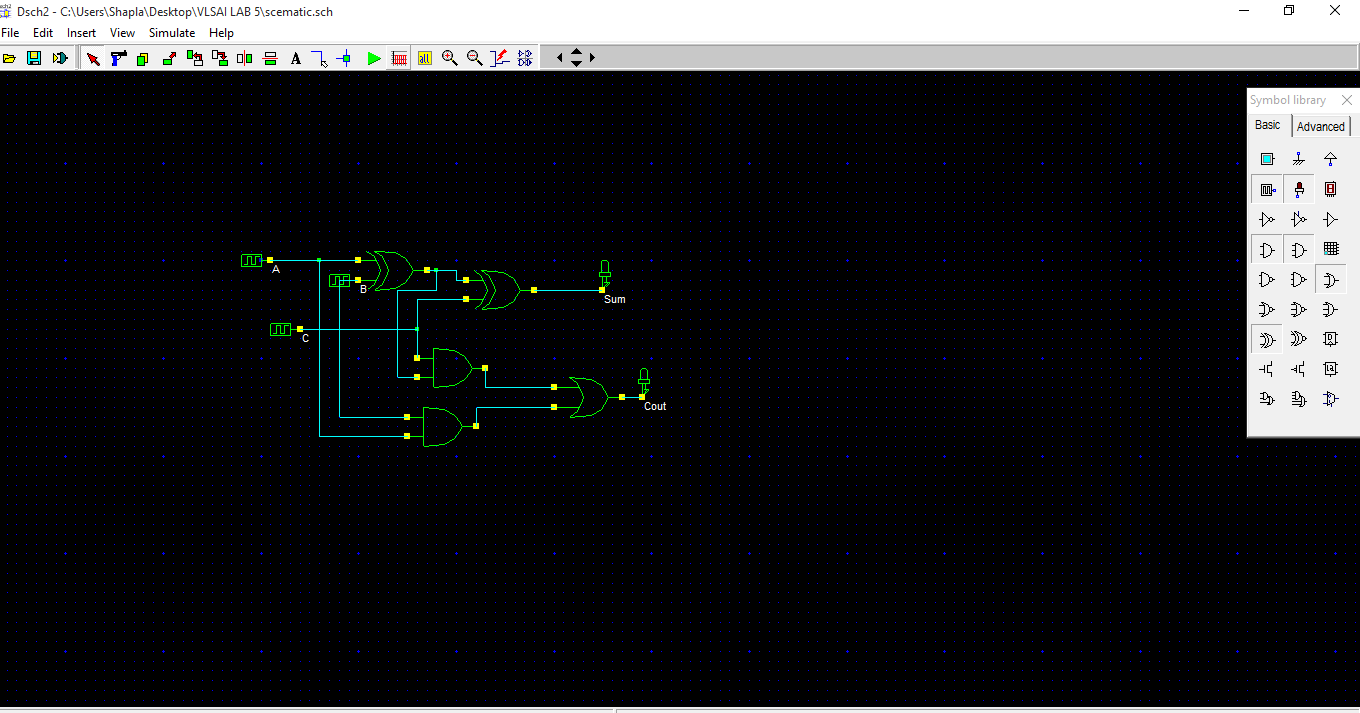 Dsch2 - C:\Users\Shapla\Desktop\VLSAI LAB 5\scematic.sch
File Edit Insert View Simulate Help
A
Symbol library
Basic Advanced
A
B
Sum
C
Cout